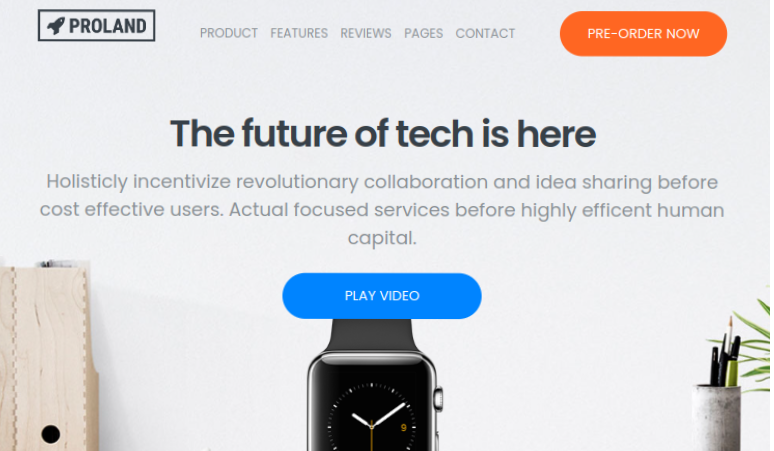 PROLAND
PRODUCT FEATURES REVIEWS PAGES CONTACT
PRE-ORDER NOW
The future of tech is here
Holisticly incentivize revolutionary collaboration and idea sharing before
cost effective users. Actual focused services before highly efficent human
capital.
PLAY VIDEO
9